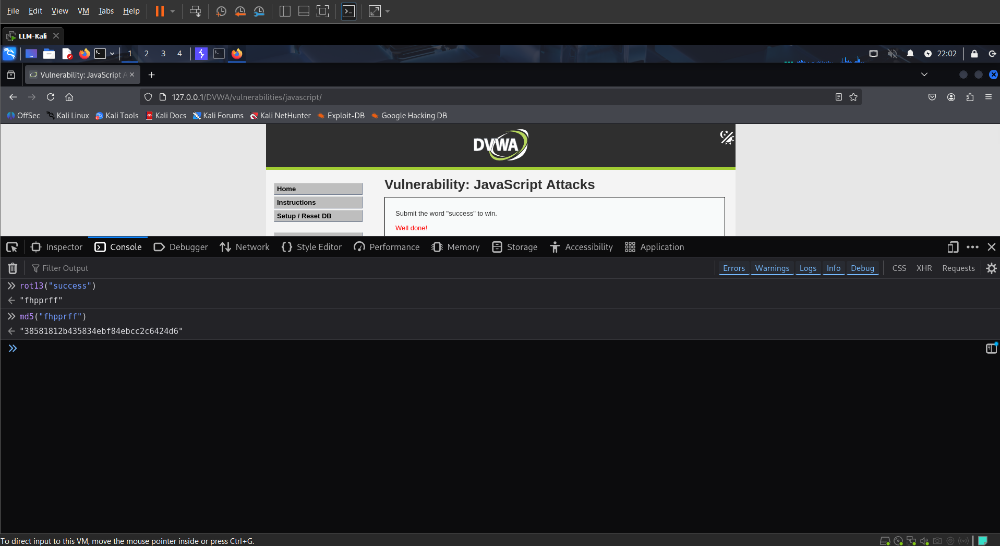 File Edit View VM Tabs Help
LLM-Kali
1 2 3 4 22:02
Vulnerability: JavaScript A
127.0.0.1/DVWA/vulnerabilities/javascript/
OffSec Kali Linux Kali Tools Kali Docs Kali Forums Kali NetHunter Exploit-DB Google Hacking DB
DVWA
Vulnerability: JavaScript Attacks
Home
Instructions
Setup / Reset DB
Submit the word "success" to win.
Well done!
Inspector Console Debugger Network Style Editor Performance Memory Storage Accessibility Application
Filter Output Errors Warnings Logs Info Debug CSS XHR Requests
rot13("success")
"fhpprff"
md5("fhpprff")
"38581812b435834ebf84ebcc2c6424d6"
To direct input to this VM, move the mouse pointer inside or press Ctrl+G.